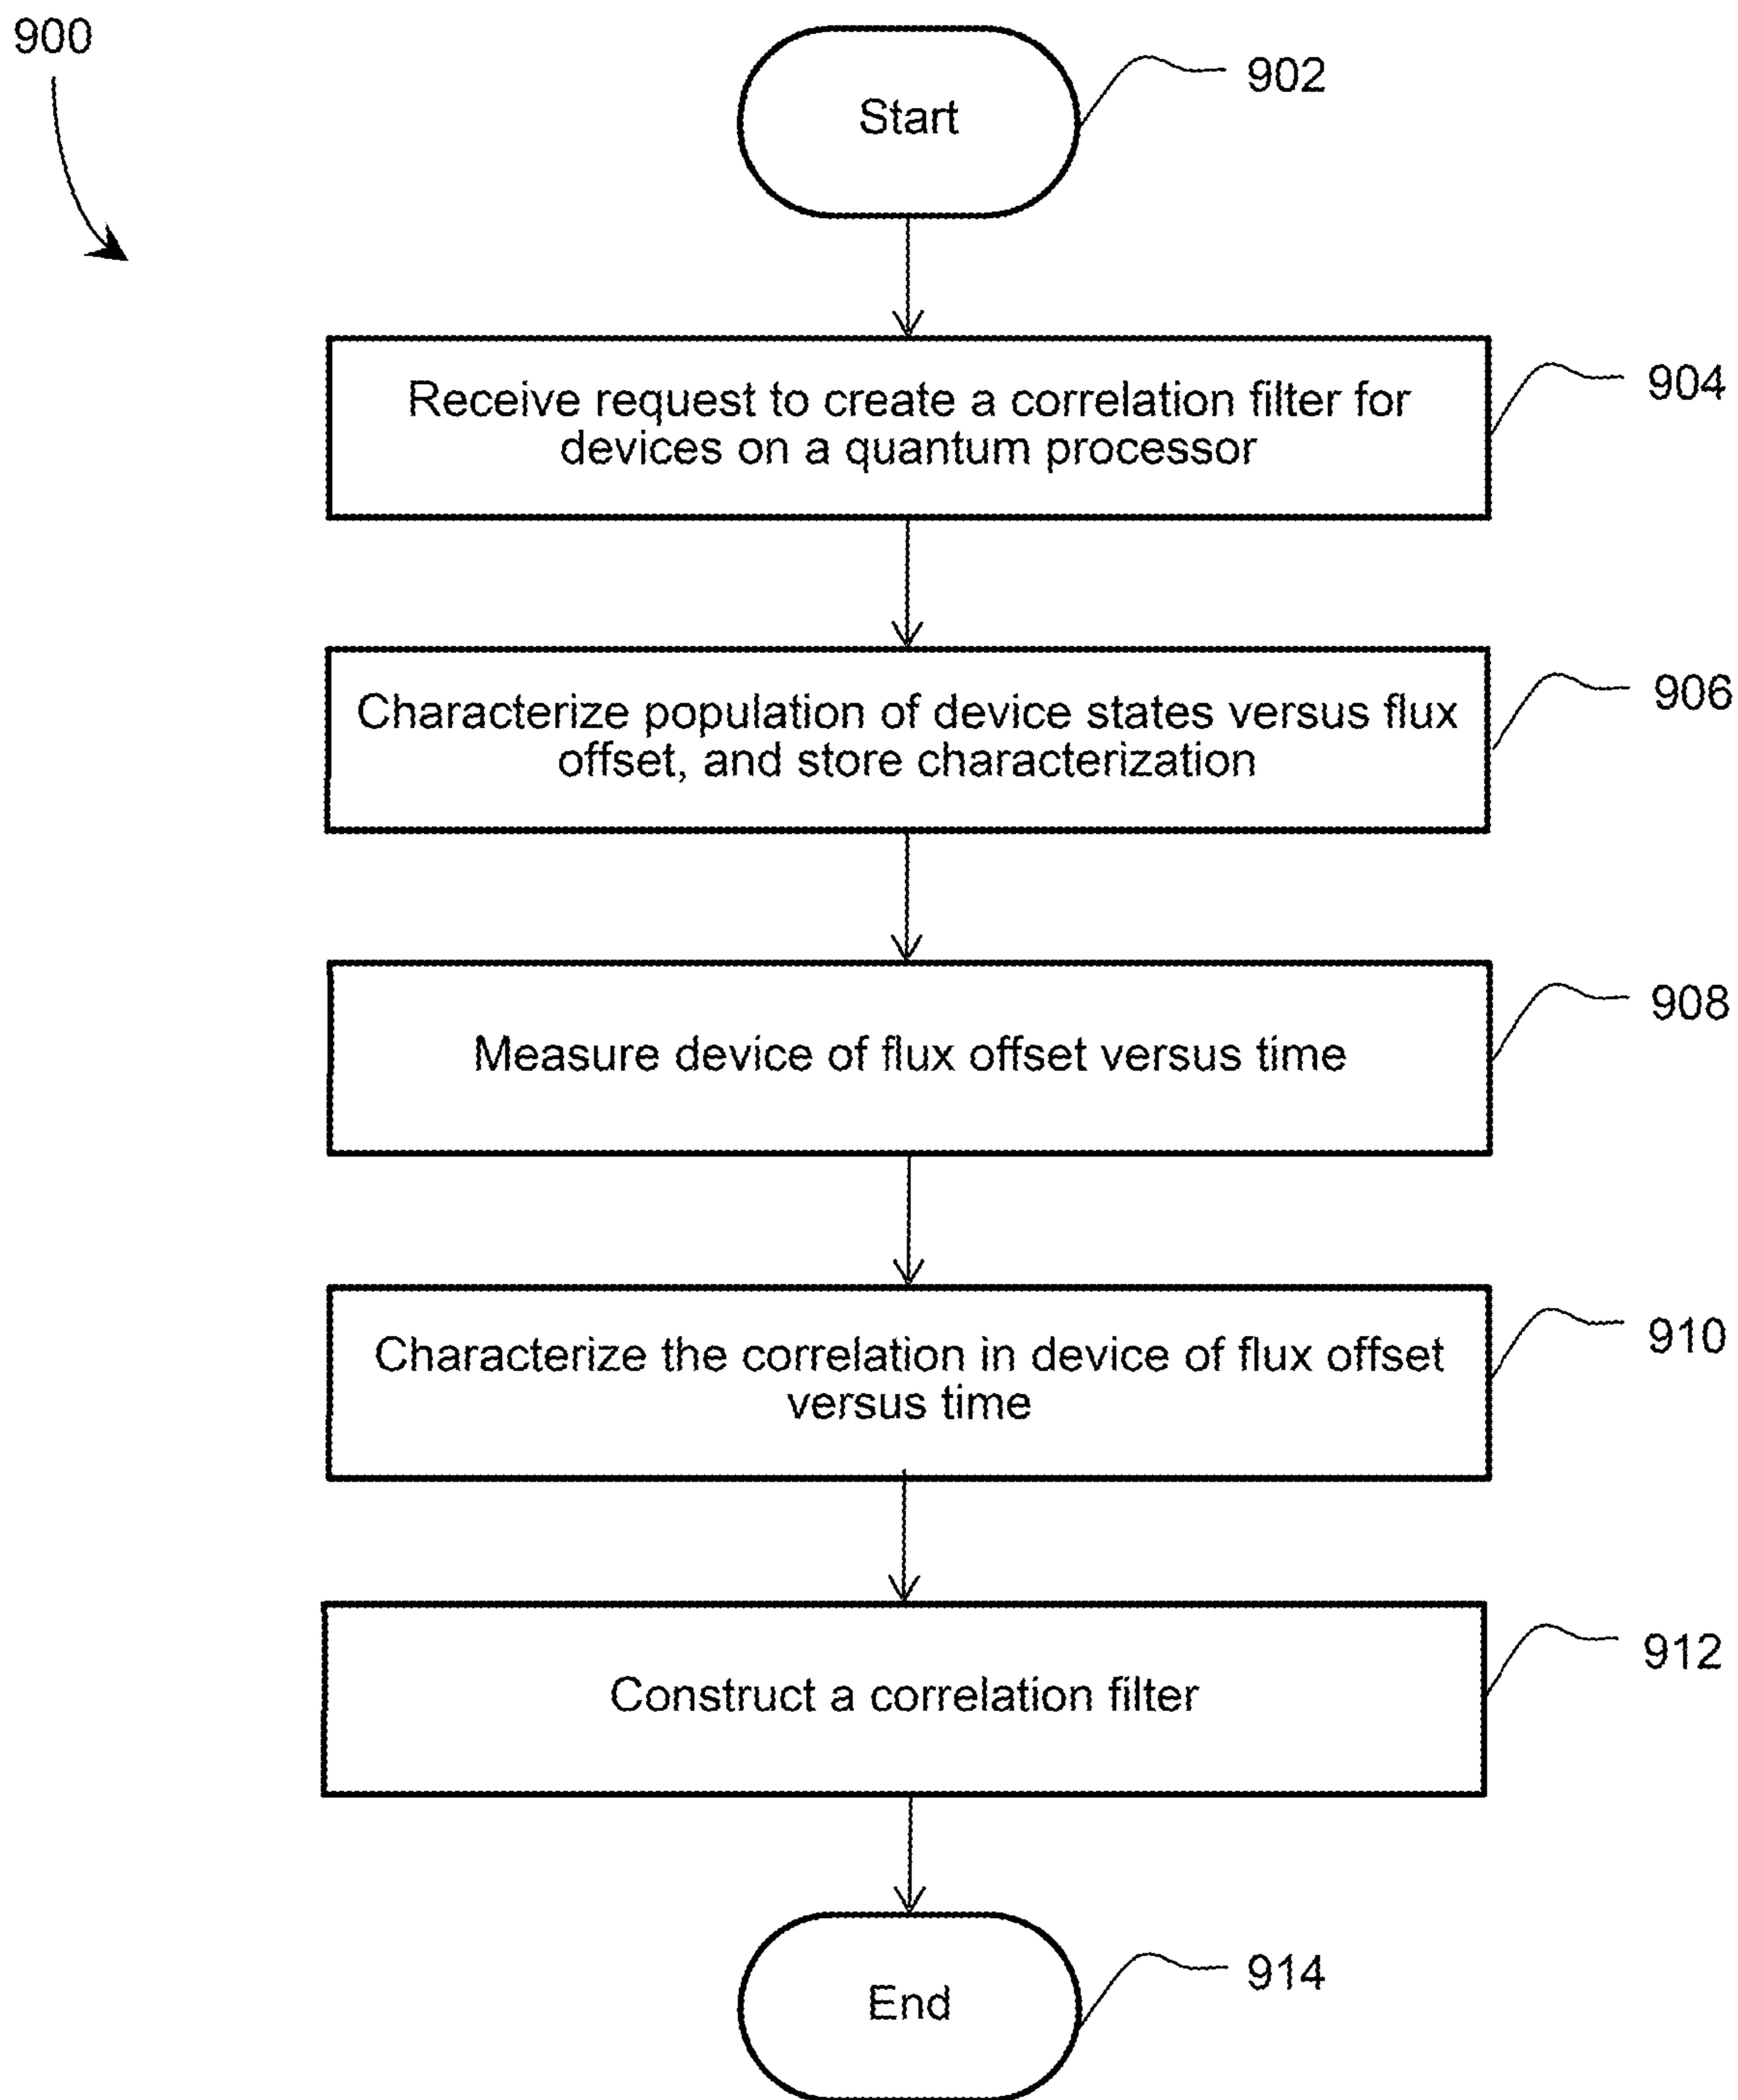 900
Start
902
Receive request to create a correlation filter for
devices on a quantum processor
904
Characterize population of device states versus flux
offset, and store characterization
906
Measure device of flux offset versus time
908
Characterize the correlation in device of flux offset
versus time
910
Construct a correlation filter
912
End
914